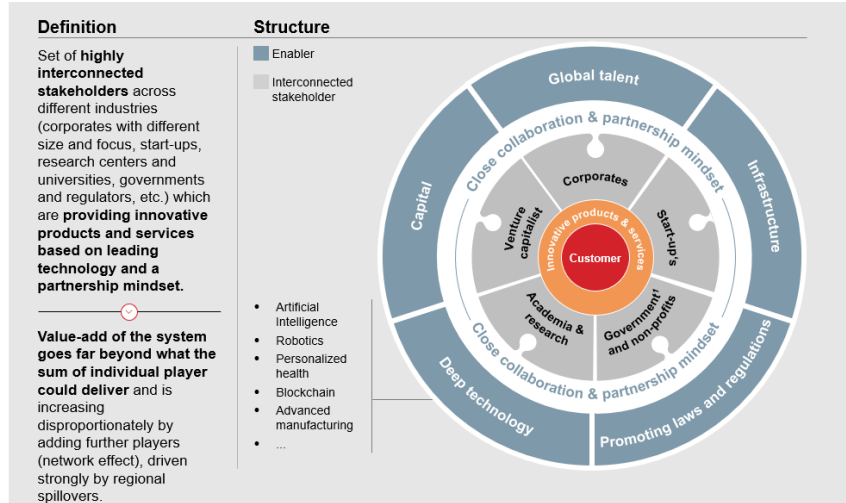 Definition
Set of highly
interconnected
stakeholders across
different industries
(corporates with different
size and focus, start-ups,
research centers and
universities, governments
and regulators, etc.) which
are providing innovative
products and services
based on leading
technology and a
partnership mindset.
Value-add of the system
goes far beyond what the
sum of individual player
could deliver and is
increasing
disproportionately by
adding further players
(network effect), driven
strongly by regional
spillovers.
Structure
Enabler
Interconnected
stakeholder
• Artificial
Intelligence
• Robotics
• Personalized
health
• Blockchain
• Advanced
manufacturing
• ...
Global talent
Infrastructure
Promoting laws and regulations
Deep technology
Capital
Close collaboration & partnership mindset
Close collaboration & partnership mindset
Corporates
Start-up's
Government¹
and non-profits
Academia &
research
Venture
capitalist
Innovative products & services
Customer